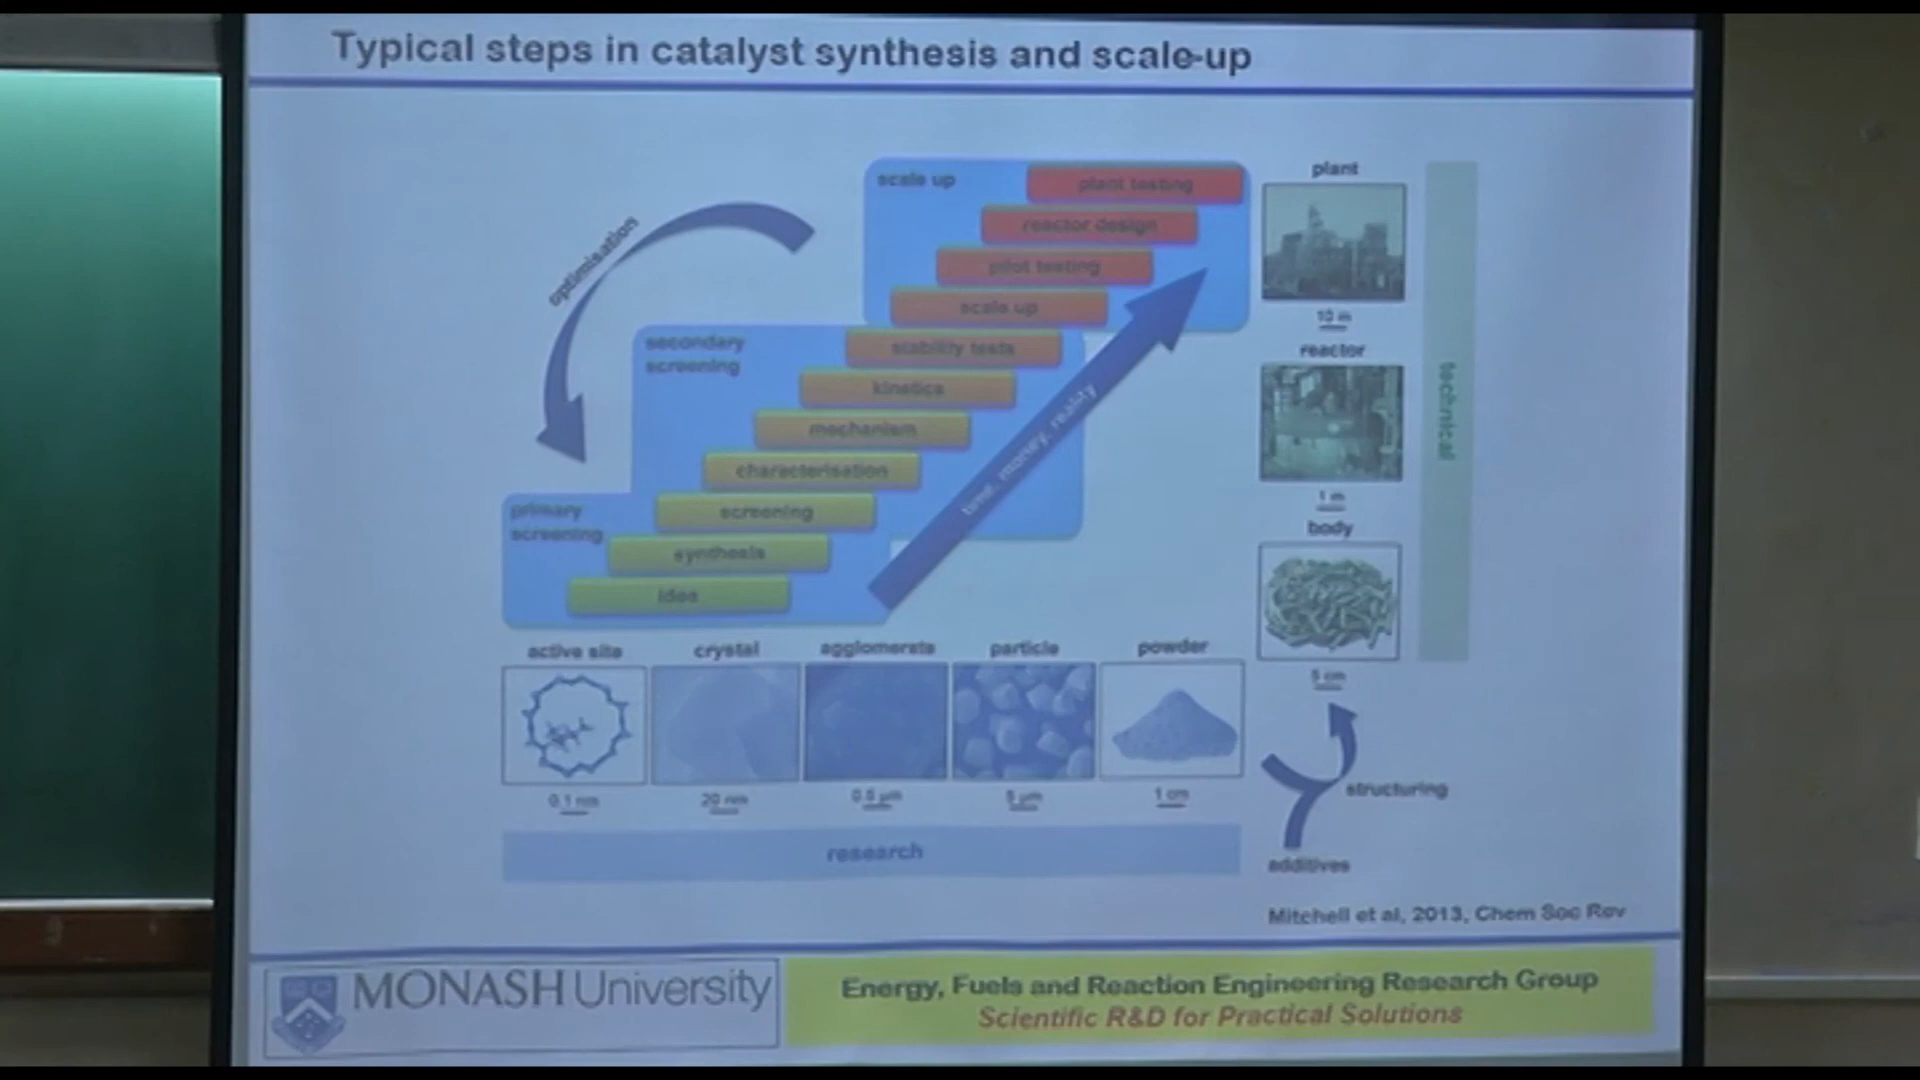 Typical steps in catalyst synthesis and scale-up
scale up
plant testing
reactor design
pilot testing
scale up
optimisation
secondary
screening
stability tests
kinetics
mechanism
characterisation
primary
screening
screening
synthesis
idea
time, money, reality
plant
10 m
reactor
1 m
body
5 cm
technical
active site
crystal
agglomerate
particle
powder
0.1 nm
20 nm
0.5 µm
5 µm
1 cm
structuring
additives
research
Mitchell et al, 2013, Chem Soc Rev
MONASH University
Energy, Fuels and Reaction Engineering Research Group
Scientific R&D for Practical Solutions